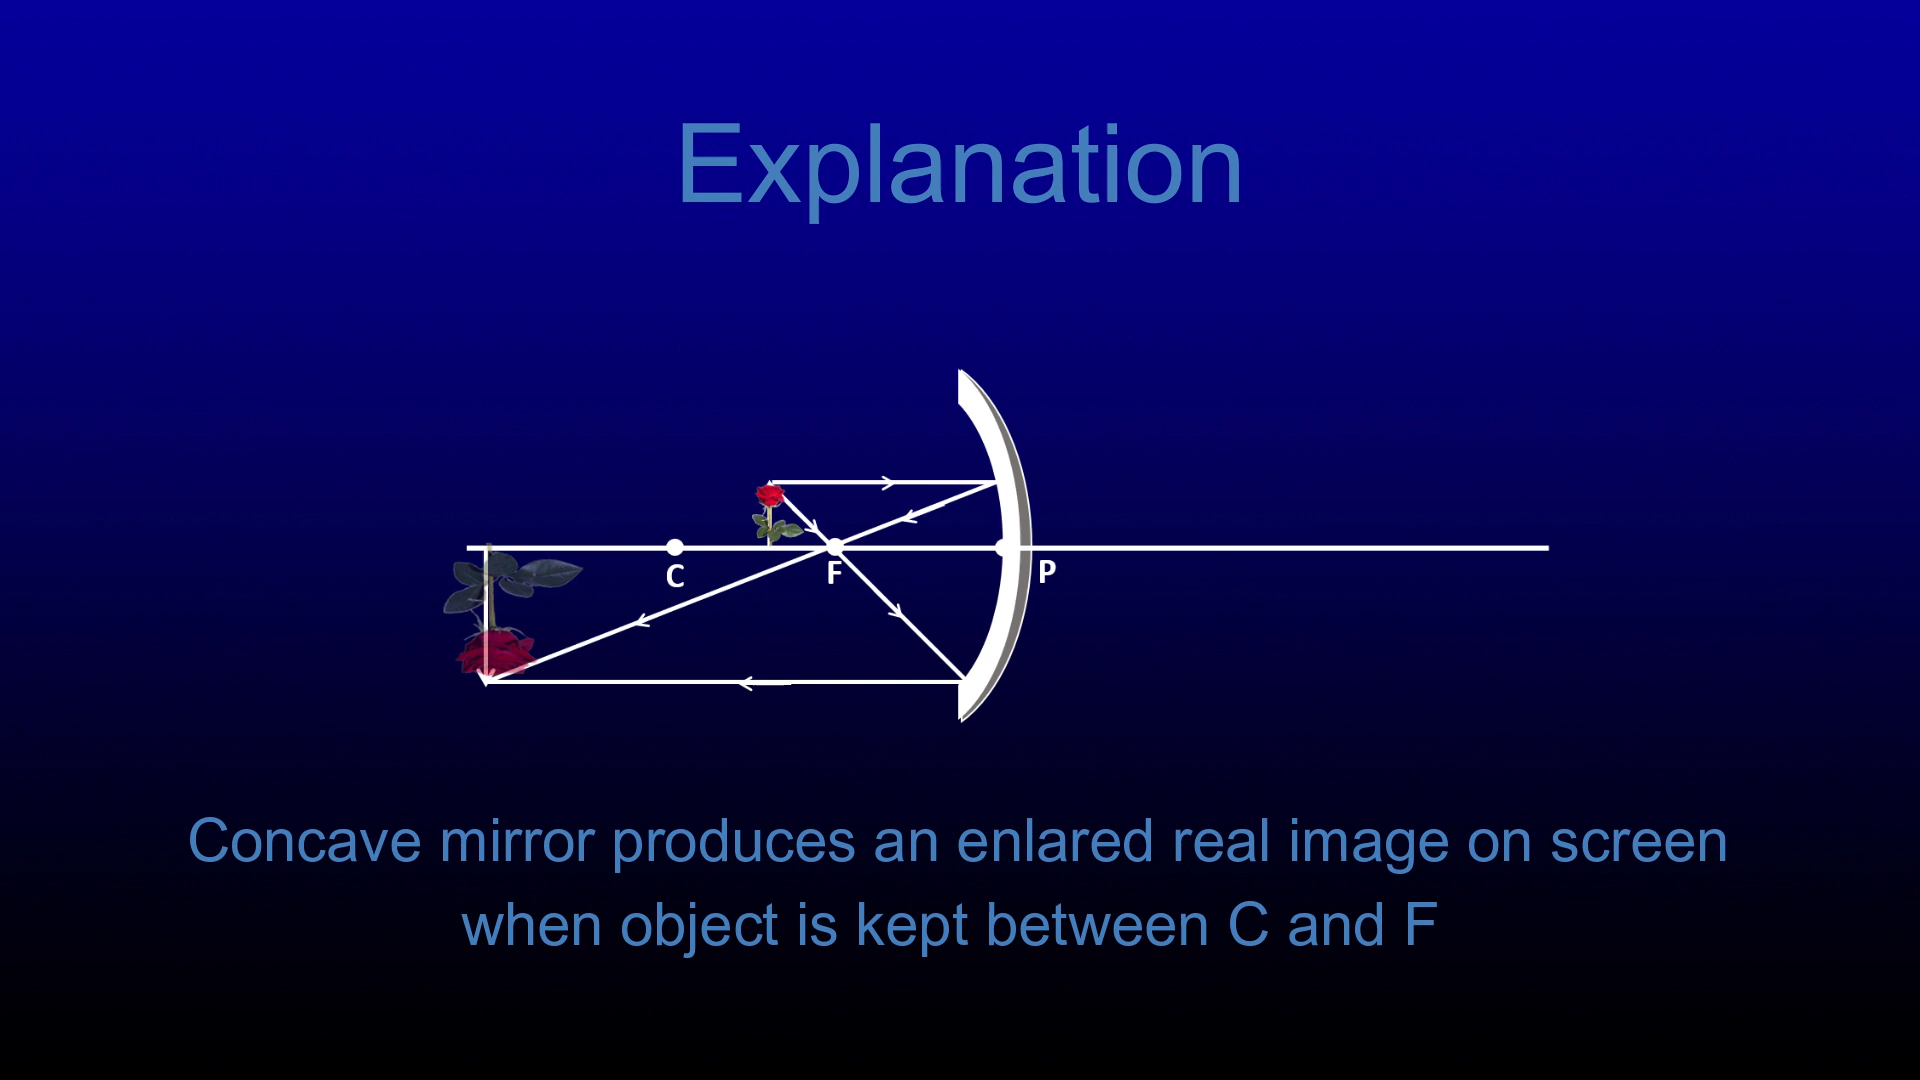 Explanation
C
F
P
Concave mirror produces an enlared real image on screen
when object is kept between C and F